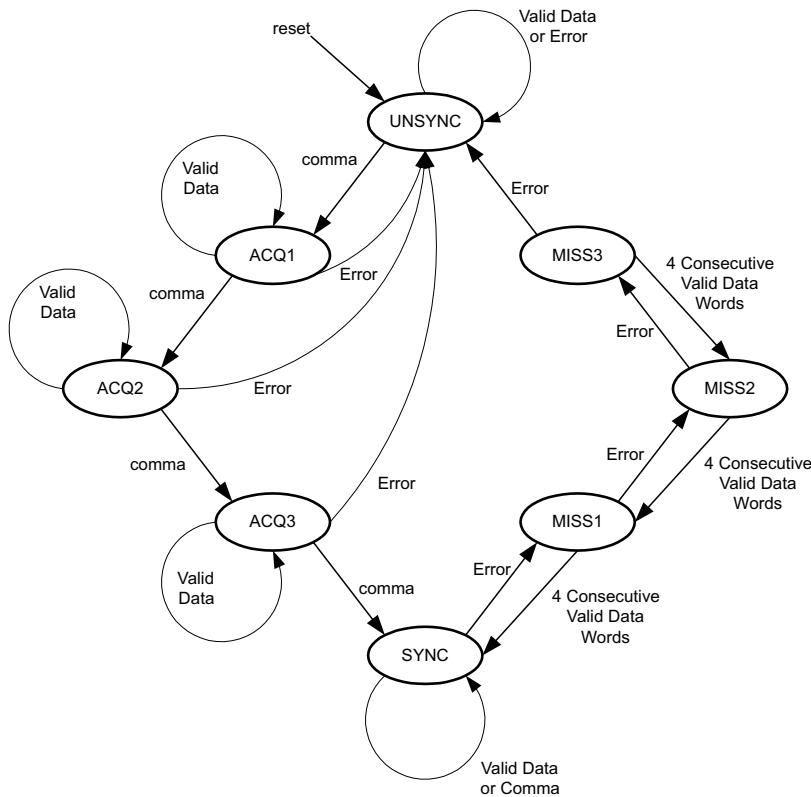 reset
Valid Data
or Error
UNSYNC
comma
Valid
Data
Error
ACQ1
Error
MISS3
4 Consecutive
Valid Data
Words
comma
Valid
Data
Error
ACQ2
Error
MISS2
comma
Error
4 Consecutive
Valid Data
Words
Error
ACQ3
MISS1
Valid
Data
comma
Error
4 Consecutive
Valid Data
Words
SYNC
Valid Data
or Comma